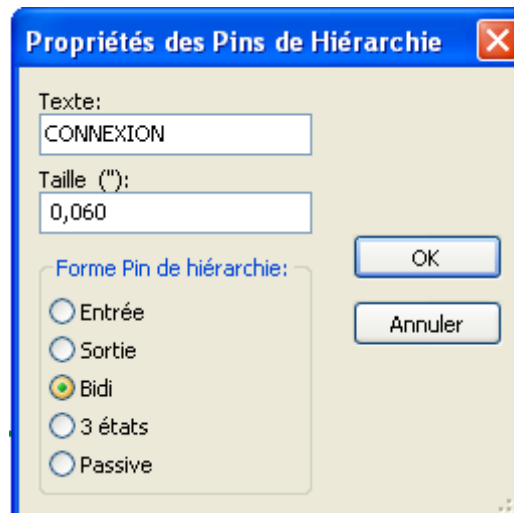 Propriétés des Pins de Hiérarchie
Texte:
CONNEXION
Taille  ("):
0,060
Forme Pin de hiérarchie:
Entrée
Sortie
Bidi
3 états
Passive
OK
Annuler